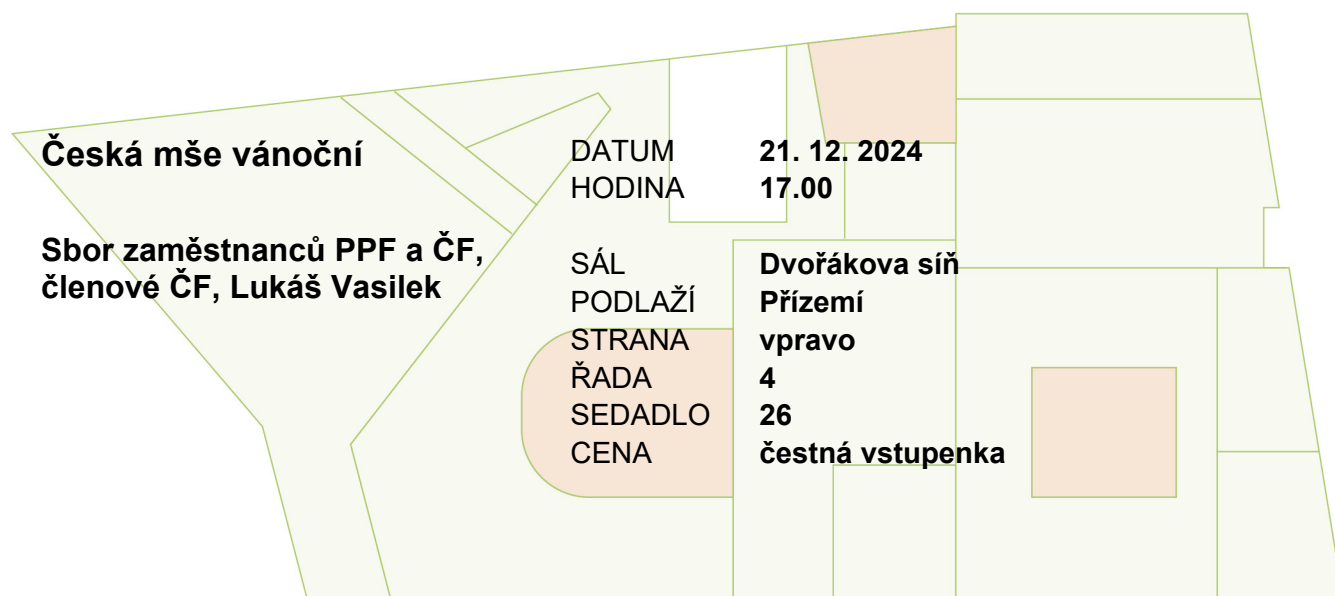 Česká mše vánoční
Sbor zaměstnanců PPF a ČF,
členové ČF, Lukáš Vasilek
DATUM 21. 12. 2024
HODINA 17.00
SÁL Dvořákova síň
PODLAŽÍ Přízemí
STRANA vpravo
ŘADA 4
SEDADLO 26
CENA čestná vstupenka